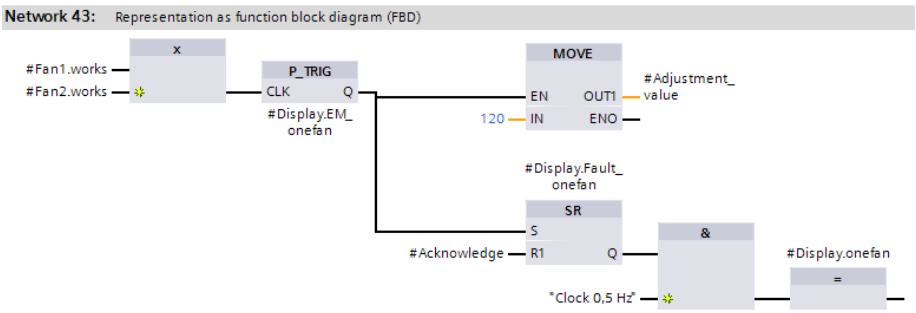 Network 43: Representation as function block diagram (FBD)
x
#Fan1.works
#Fan2.works
P_TRIG
CLK Q
#Display.EM_
onefan
MOVE
EN OUT1
#Adjustment_
value
120 IN ENO
#Display.Fault_
onefan
SR
S
#Acknowledge R1 Q
&
"Clock 0,5 Hz"
#Display.onefan
=